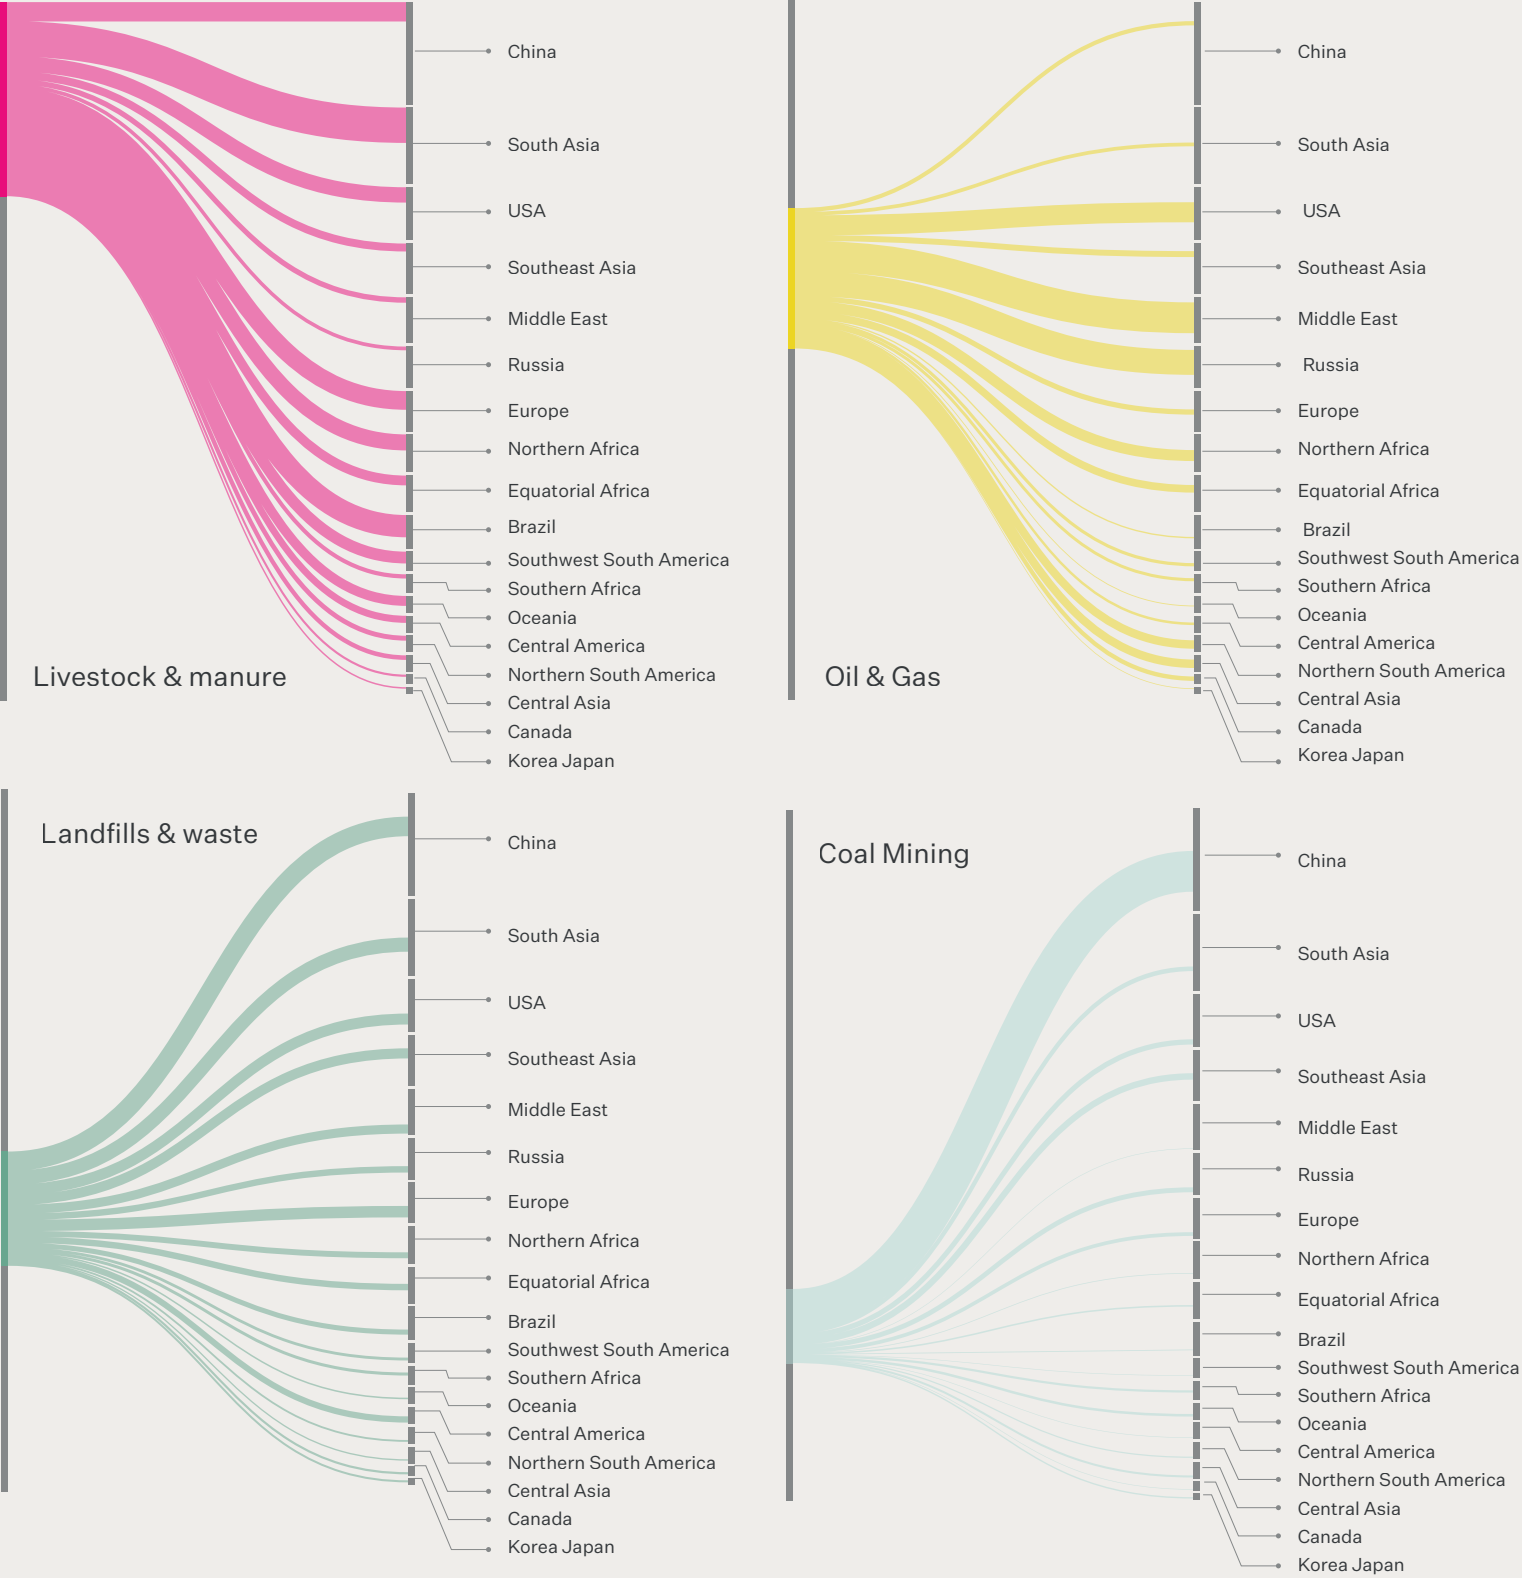 China
South Asia
USA
Southeast Asia
Middle East
Russia
Europe
Northern Africa
Equatorial Africa
Brazil
Southwest South America
Southern Africa
Oceania
Central America
Northern South America
Central Asia
Canada
Korea Japan
Livestock & manure
China
South Asia
USA
Southeast Asia
Middle East
Russia
Europe
Northern Africa
Equatorial Africa
Brazil
Southwest South America
Southern Africa
Oceania
Central America
Northern South America
Central Asia
Canada
Korea Japan
Oil & Gas
Landfills & waste
China
South Asia
USA
Southeast Asia
Middle East
Russia
Europe
Northern Africa
Equatorial Africa
Brazil
Southwest South America
Southern Africa
Oceania
Central America
Northern South America
Central Asia
Canada
Korea Japan
Coal Mining
China
South Asia
USA
Southeast Asia
Middle East
Russia
Europe
Northern Africa
Equatorial Africa
Brazil
Southwest South America
Southern Africa
Oceania
Central America
Northern South America
Central Asia
Canada
Korea Japan